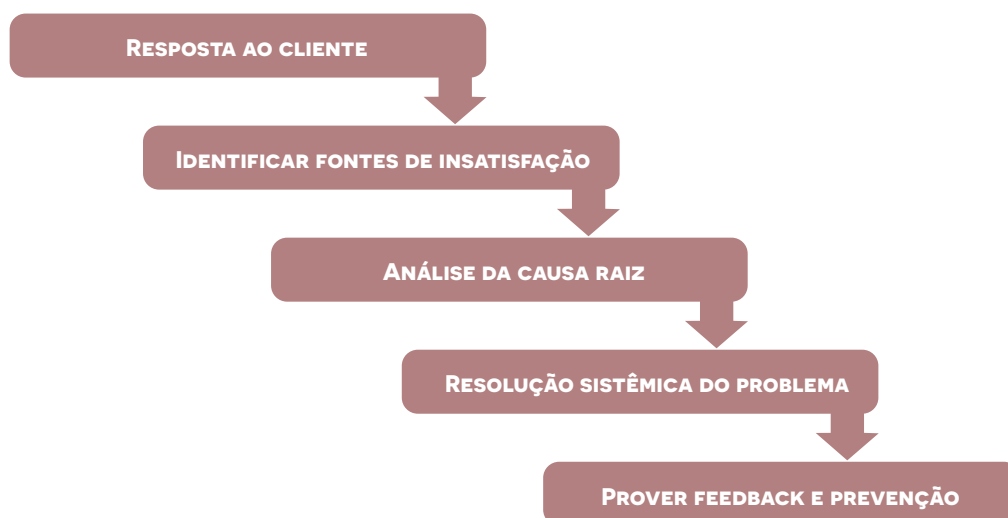 Resposta ao cliente
Identificar fontes de insatisfação
Análise da causa raiz
Resolução sistêmica do problema
Prover feedback e prevenção